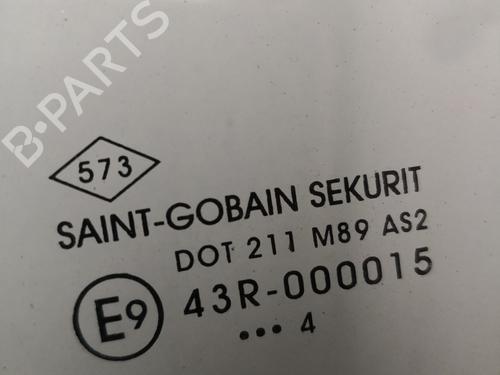 B-PARTS
573
SAINT-GOBAIN SEKURIT
DOT 211 M89 AS2
E9 43R-000015
••• 4